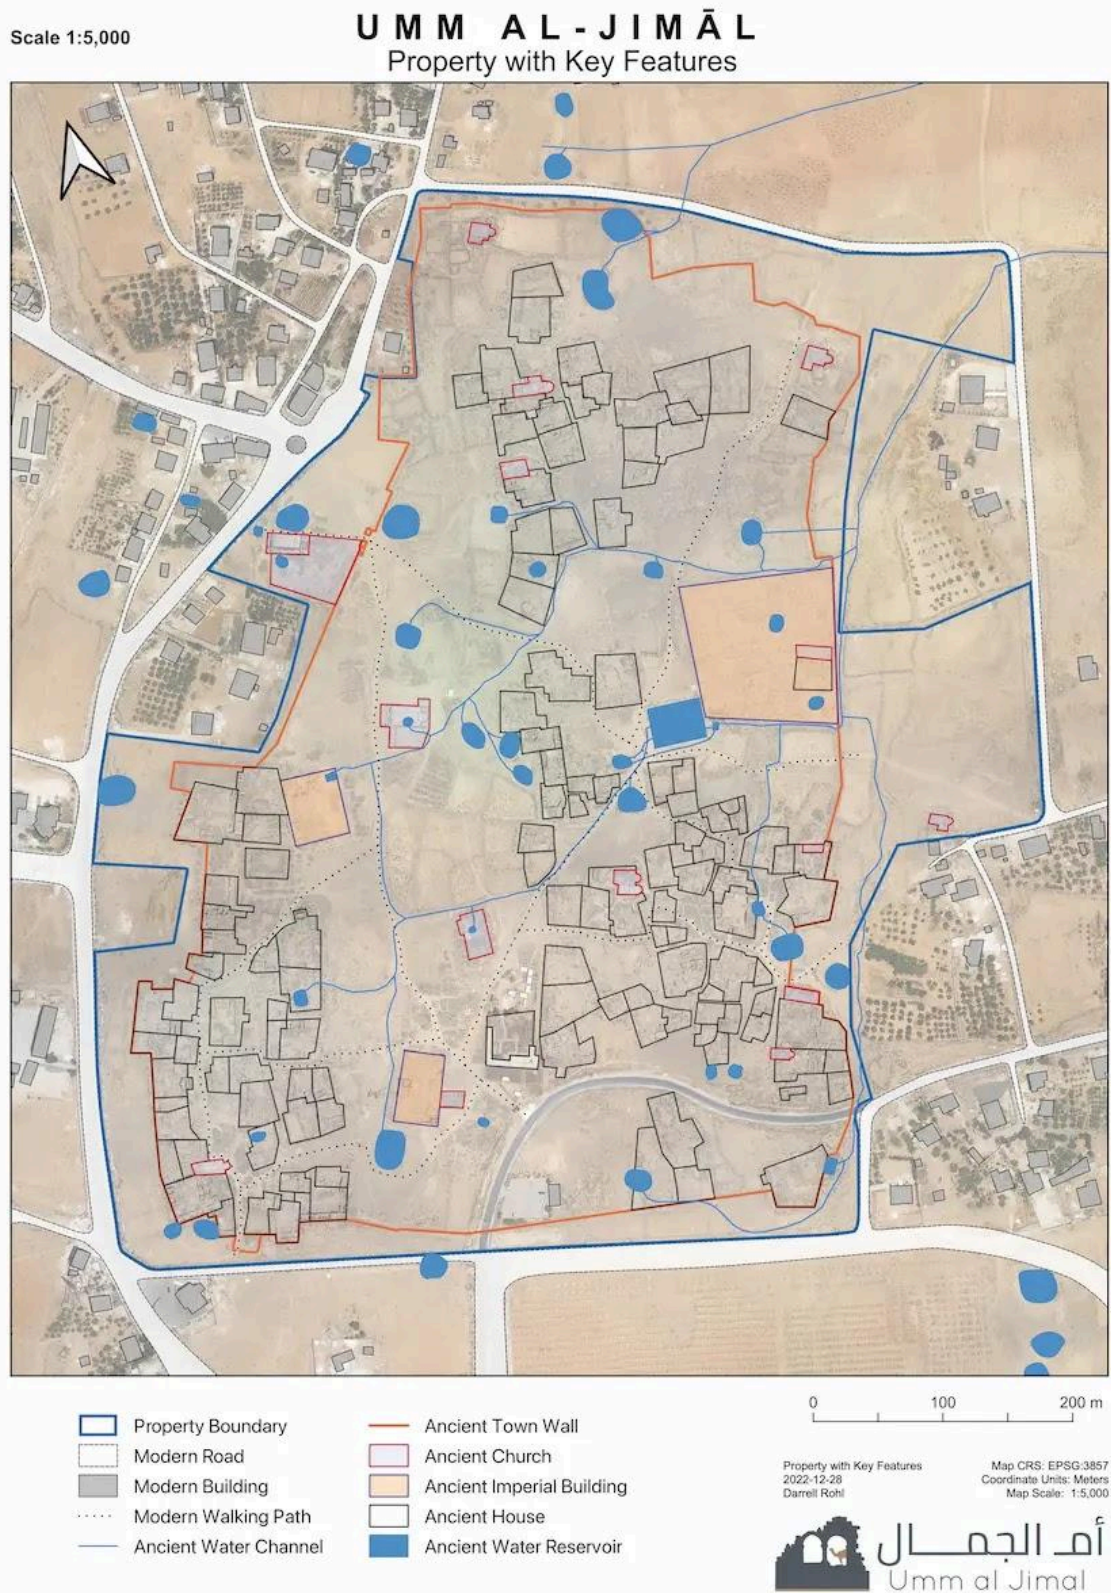 Scale 1:5,000
UMM AL-JIMĀL
Property with Key Features
Property Boundary
Modern Road
Modern Building
Modern Walking Path
Ancient Water Channel
Ancient Town Wall
Ancient Church
Ancient Imperial Building
Ancient House
Ancient Water Reservoir
0 100 200 m
Property with Key Features
2022-12-28
Darrell Rohl
Map CRS: EPSG:3857
Coordinate Units: Meters
Map Scale: 1:5,000
أم الجمال
Umm al Jimal